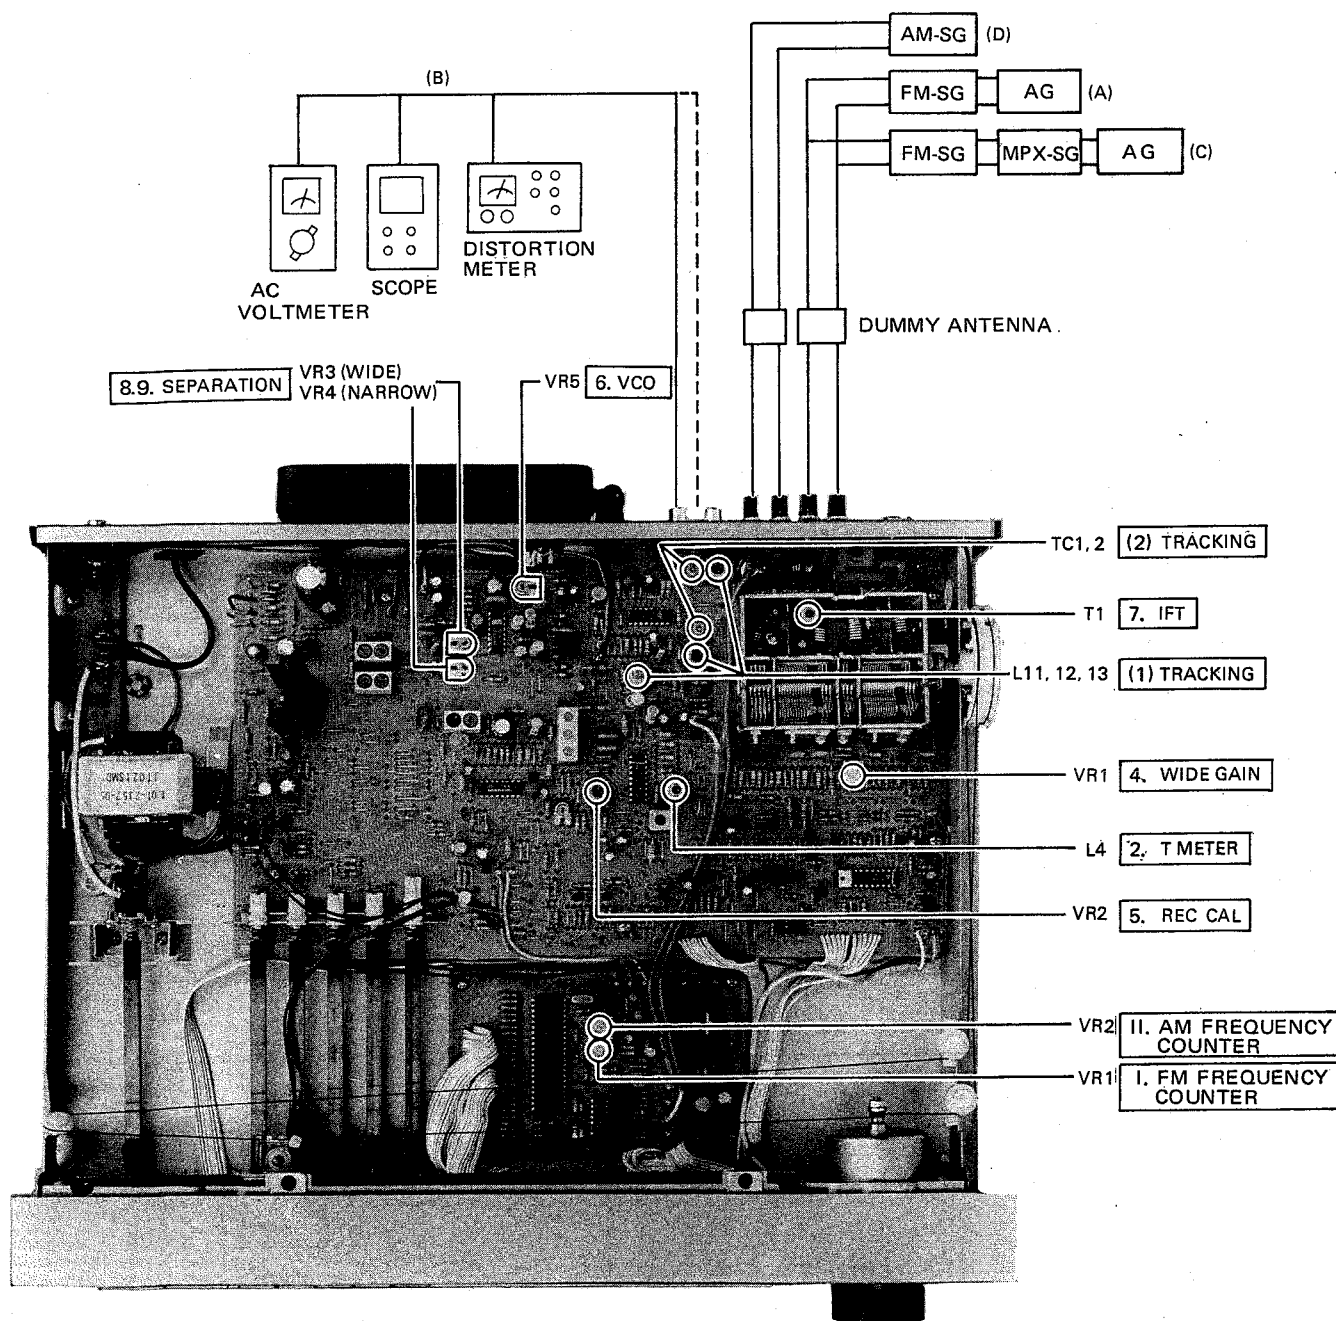 AM-SG (D)
(B)
FM-SG AG (A)
FM-SG MPX-SG AG (C)
AC
VOLTMETER
SCOPE
DISTORTION
METER
DUMMY ANTENNA.
8.9. SEPARATION
VR3 (WIDE)
VR4 (NARROW)
VR5 6. VCO
TC1, 2 (2) TRACKING
T1 7. IFT
L11, 12, 13 (1) TRACKING
VR1 4. WIDE GAIN
L4 2. T METER
VR2 5. REC CAL
VR2 II. AM FREQUENCY
COUNTER
VR1 I. FM FREQUENCY
COUNTER